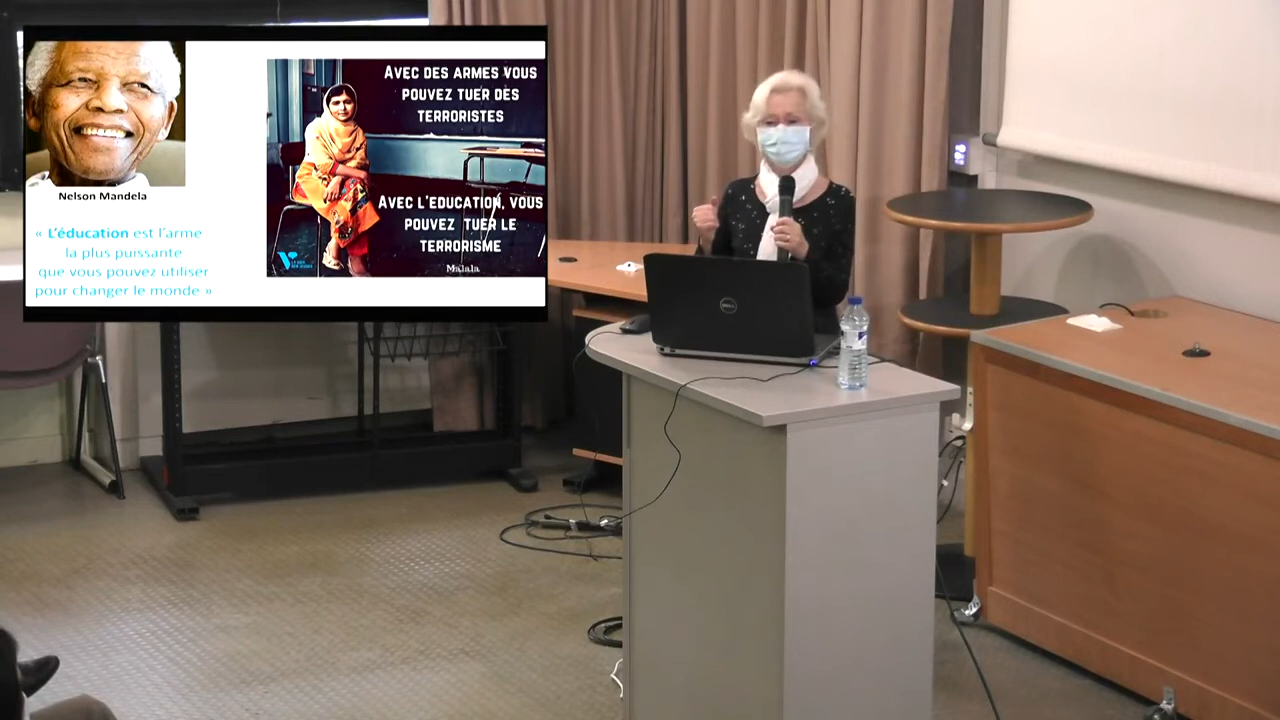 Nelson Mandela
« L'éducation est l'arme
la plus puissante
que vous pouvez utiliser
pour changer le monde »
AVEC DES ARMES VOUS
POUVEZ TUER DES
TERRORISTES
AVEC L'EDUCATION, VOUS
POUVEZ TUER LE
TERRORISME
Malala
DELL